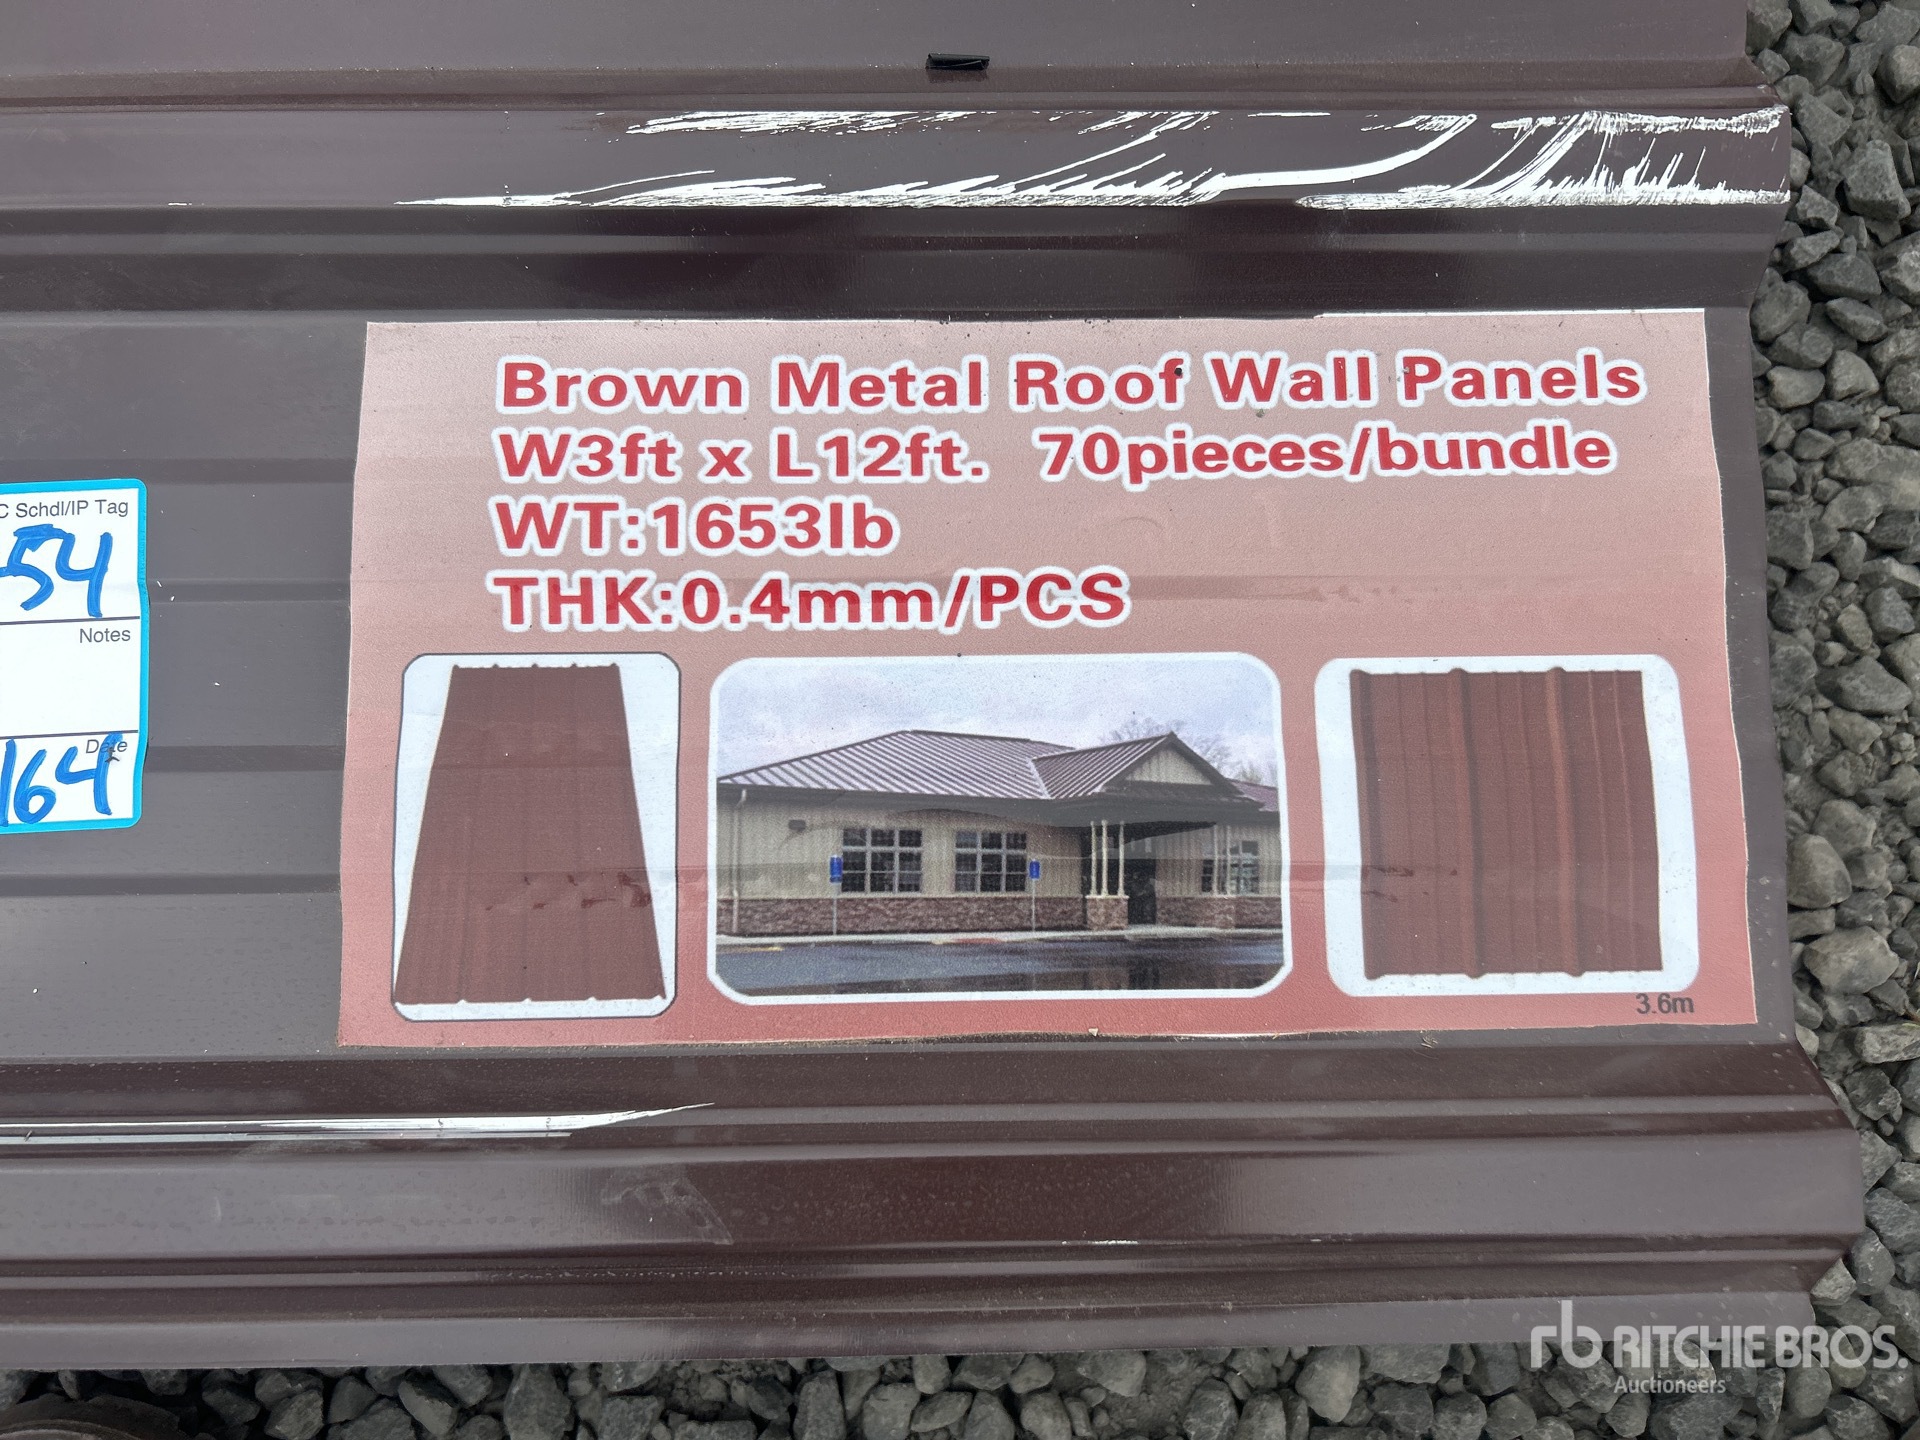 Brown Metal Roof Wall Panels
W3ft x L12ft. 70pieces/bundle
WT:1653lb
THK:0.4mm/PCS
3.6m
C Schdl/IP Tag
54
Notes
Date
164
rb RITCHIE BROS.
Auctioneers